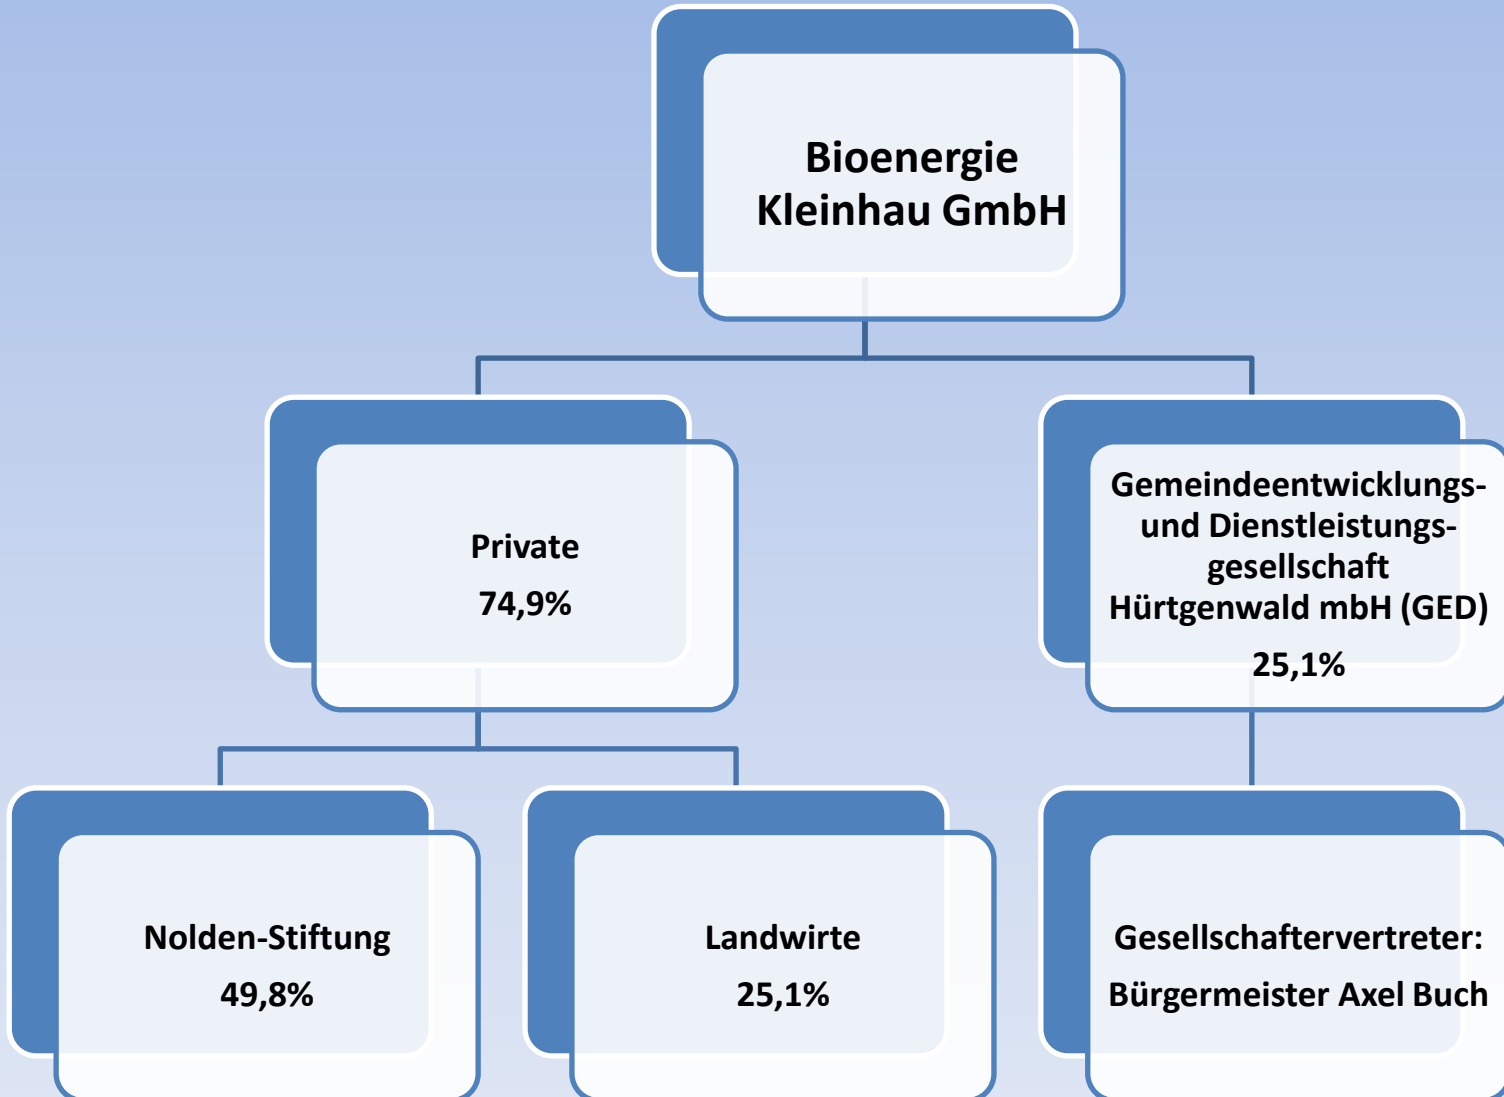 Bioenergie
Kleinhau GmbH
Private
74,9%
Gemeindeentwicklungs-
und Dienstleistungs-
gesellschaft
Hürtgenwald mbH (GED)
25,1%
Nolden-Stiftung
49,8%
Landwirte
25,1%
Gesellschaftervertreter:
Bürgermeister Axel Buch